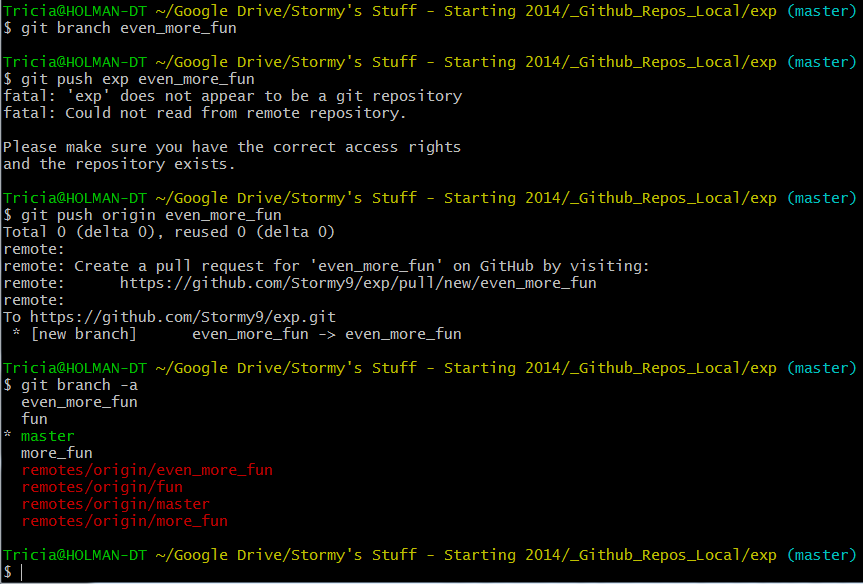 Tricia@HOLMAN-DT ~/Google Drive/Stormy's Stuff - Starting 2014/_Github_Repos_Local/exp (master)
$ git branch even_more_fun
Tricia@HOLMAN-DT ~/Google Drive/Stormy's Stuff - Starting 2014/_Github_Repos_Local/exp (master)
$ git push exp even_more_fun
fatal: 'exp' does not appear to be a git repository
fatal: Could not read from remote repository.
Please make sure you have the correct access rights
and the repository exists.
Tricia@HOLMAN-DT ~/Google Drive/Stormy's Stuff - Starting 2014/_Github_Repos_Local/exp (master)
$ git push origin even_more_fun
Total 0 (delta 0), reused 0 (delta 0)
remote:
remote: Create a pull request for 'even_more_fun' on GitHub by visiting:
remote:      https://github.com/Stormy9/exp/pull/new/even_more_fun
remote:
To https://github.com/Stormy9/exp.git
 * [new branch]      even_more_fun -> even_more_fun
Tricia@HOLMAN-DT ~/Google Drive/Stormy's Stuff - Starting 2014/_Github_Repos_Local/exp (master)
$ git branch -a
  even_more_fun
  fun
* master
  more_fun
  remotes/origin/even_more_fun
  remotes/origin/fun
  remotes/origin/master
  remotes/origin/more_fun
Tricia@HOLMAN-DT ~/Google Drive/Stormy's Stuff - Starting 2014/_Github_Repos_Local/exp (master)
$